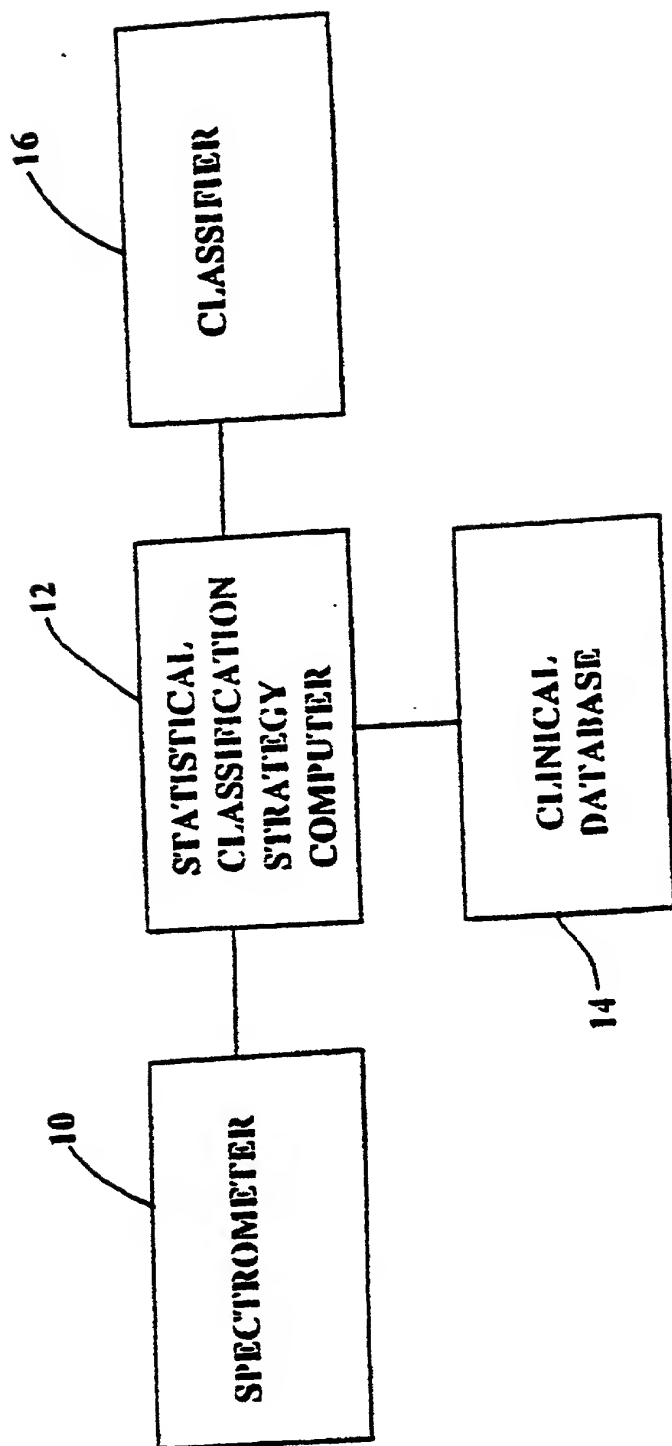 10
SPECTROMETER
12
STATISTICAL
CLASSIFICATION
STRATEGY
COMPUTER
16
CLASSIFIER
14
CLINICAL
DATABASE